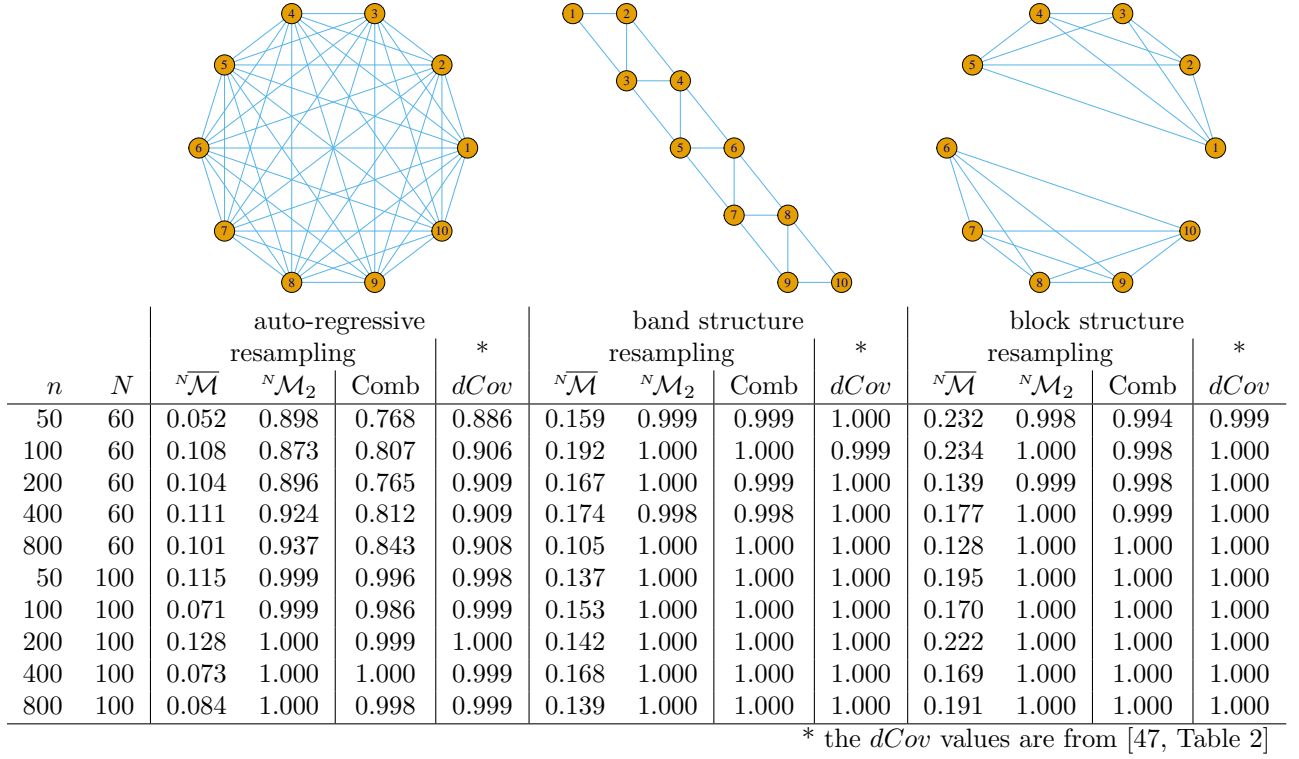 4 3 1 2 4 3
5 2 5 2
3 4
6 1 5 6 6 1
7 10 7 8 7 10
8 9 9 10 8 9
auto-regressive band structure block structure
resampling * resampling * resampling *
n N ᴺM̅ ᴺM₂ Comb dCov ᴺM̅ ᴺM₂ Comb dCov ᴺM̅ ᴺM₂ Comb dCov
50 60 0.052 0.898 0.768 0.886 0.159 0.999 0.999 1.000 0.232 0.998 0.994 0.999
100 60 0.108 0.873 0.807 0.906 0.192 1.000 1.000 0.999 0.234 1.000 0.998 1.000
200 60 0.104 0.896 0.765 0.909 0.167 1.000 0.999 1.000 0.139 0.999 0.998 1.000
400 60 0.111 0.924 0.812 0.909 0.174 0.998 0.998 1.000 0.177 1.000 0.999 1.000
800 60 0.101 0.937 0.843 0.908 0.105 1.000 1.000 1.000 0.128 1.000 1.000 1.000
50 100 0.115 0.999 0.996 0.998 0.137 1.000 1.000 1.000 0.195 1.000 1.000 1.000
100 100 0.071 0.999 0.986 0.999 0.153 1.000 1.000 1.000 0.170 1.000 1.000 1.000
200 100 0.128 1.000 0.999 1.000 0.142 1.000 1.000 1.000 0.222 1.000 1.000 1.000
400 100 0.073 1.000 1.000 0.999 0.168 1.000 1.000 1.000 0.169 1.000 1.000 1.000
800 100 0.084 1.000 0.998 0.999 0.139 1.000 1.000 1.000 0.191 1.000 1.000 1.000
* the dCov values are from [47, Table 2]